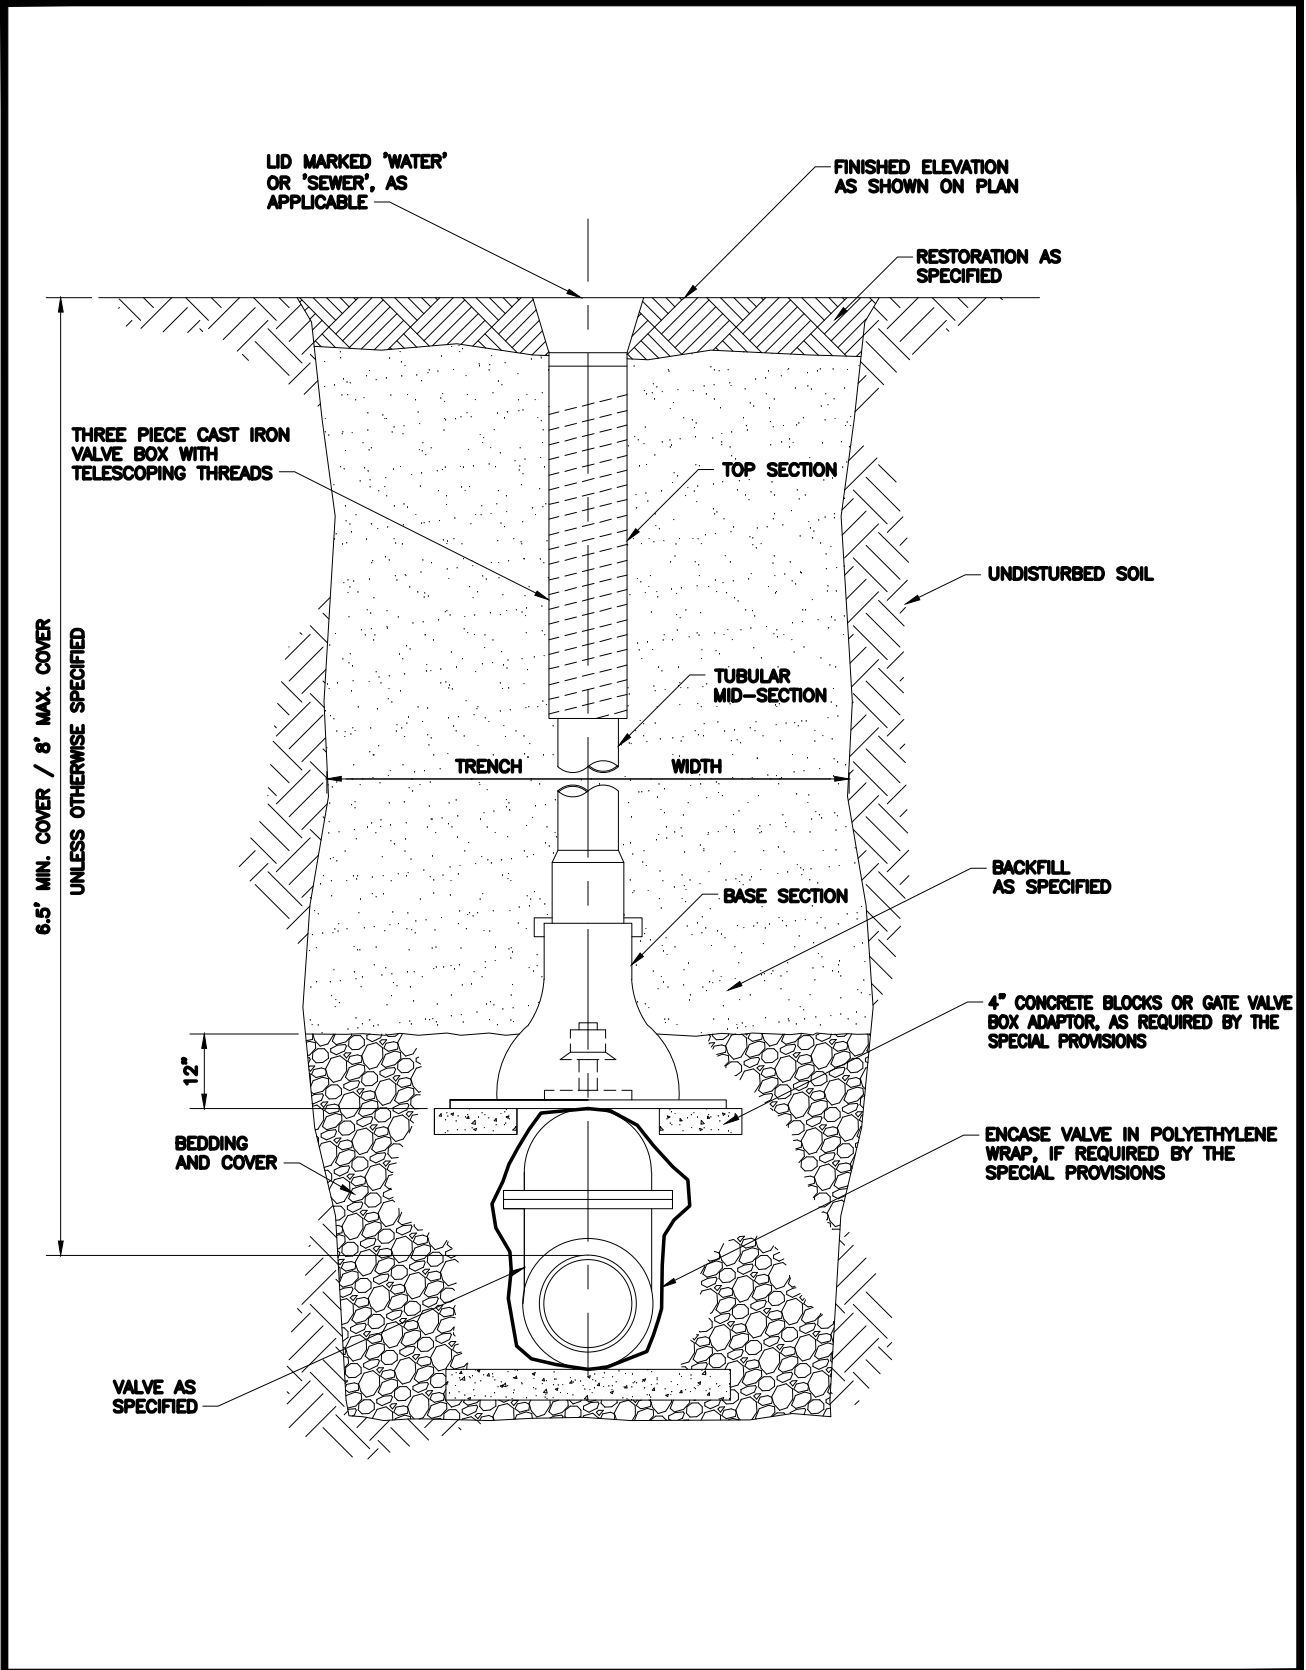 LID MARKED 'WATER'
OR 'SEWER', AS
APPLICABLE
FINISHED ELEVATION
AS SHOWN ON PLAN
RESTORATION AS
SPECIFIED
THREE PIECE CAST IRON
VALVE BOX WITH
TELESCOPING THREADS
TOP SECTION
UNDISTURBED SOIL
6.5' MIN. COVER / 8' MAX. COVER
UNLESS OTHERWISE SPECIFIED
TUBULAR
MID-SECTION
TRENCH WIDTH
BACKFILL
AS SPECIFIED
BASE SECTION
4" CONCRETE BLOCKS OR GATE VALVE
BOX ADAPTOR, AS REQUIRED BY THE
SPECIAL PROVISIONS
12"
BEDDING
AND COVER
ENCASE VALVE IN POLYETHYLENE
WRAP, IF REQUIRED BY THE
SPECIAL PROVISIONS
VALVE AS
SPECIFIED